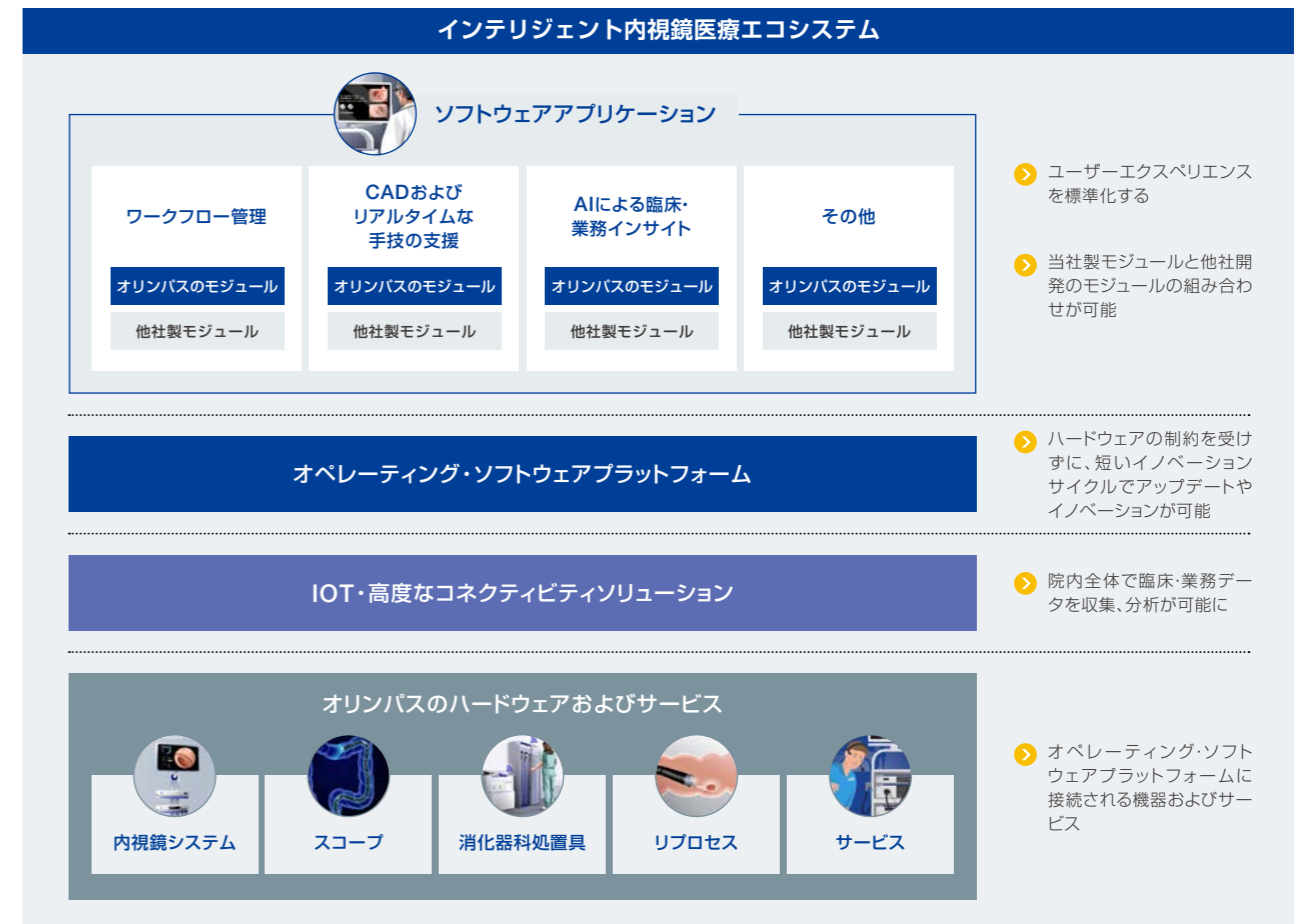 インテリジェント内視鏡医療エコシステム
ソフトウェアアプリケーション
ワークフロー管理
オリンパスのモジュール
他社製モジュール
CADおよび
リアルタイムな
手技の支援
オリンパスのモジュール
他社製モジュール
AIによる臨床・
業務インサイト
オリンパスのモジュール
他社製モジュール
その他
オリンパスのモジュール
他社製モジュール
ユーザーエクスペリエンス
を標準化する
当社製モジュールと他社開
発のモジュールの組み合わ
せが可能
オペレーティング・ソフトウェアプラットフォーム
ハードウェアの制約を受け
ずに、短いイノベーション
サイクルでアップデートや
イノベーションが可能
IOT・高度なコネクティビティソリューション
院内全体で臨床・業務デー
タを収集、分析が可能に
オリンパスのハードウェアおよびサービス
内視鏡システム
スコープ
消化器科処置具
リプロセス
サービス
オペレーティング・ソフト
ウェアプラットフォームに
接続される機器およびサー
ビス